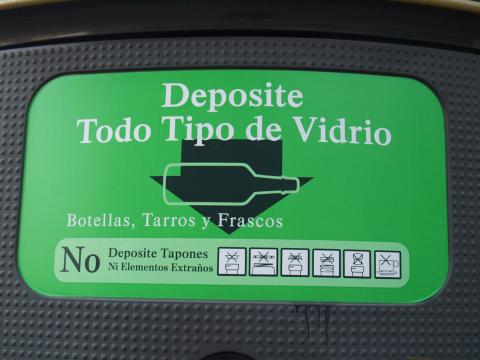 Deposite
Todo Tipo de Vidrio
Botellas, Tarros y Frascos
No Deposite Tapones
Ni Elementos Extraños